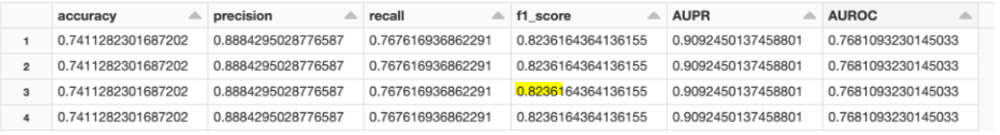 accuracy precision recall f1_score AUPR AUROC
1 0.7411282301687202 0.8884295028776587 0.767616936862291 0.8236164364136155 0.9092450137458801 0.7681093230145033
2 0.7411282301687202 0.8884295028776587 0.767616936862291 0.8236164364136155 0.9092450137458801 0.7681093230145033
3 0.7411282301687202 0.8884295028776587 0.767616936862291 0.8236164364136155 0.9092450137458801 0.7681093230145033
4 0.7411282301687202 0.8884295028776587 0.767616936862291 0.8236164364136155 0.9092450137458801 0.7681093230145033